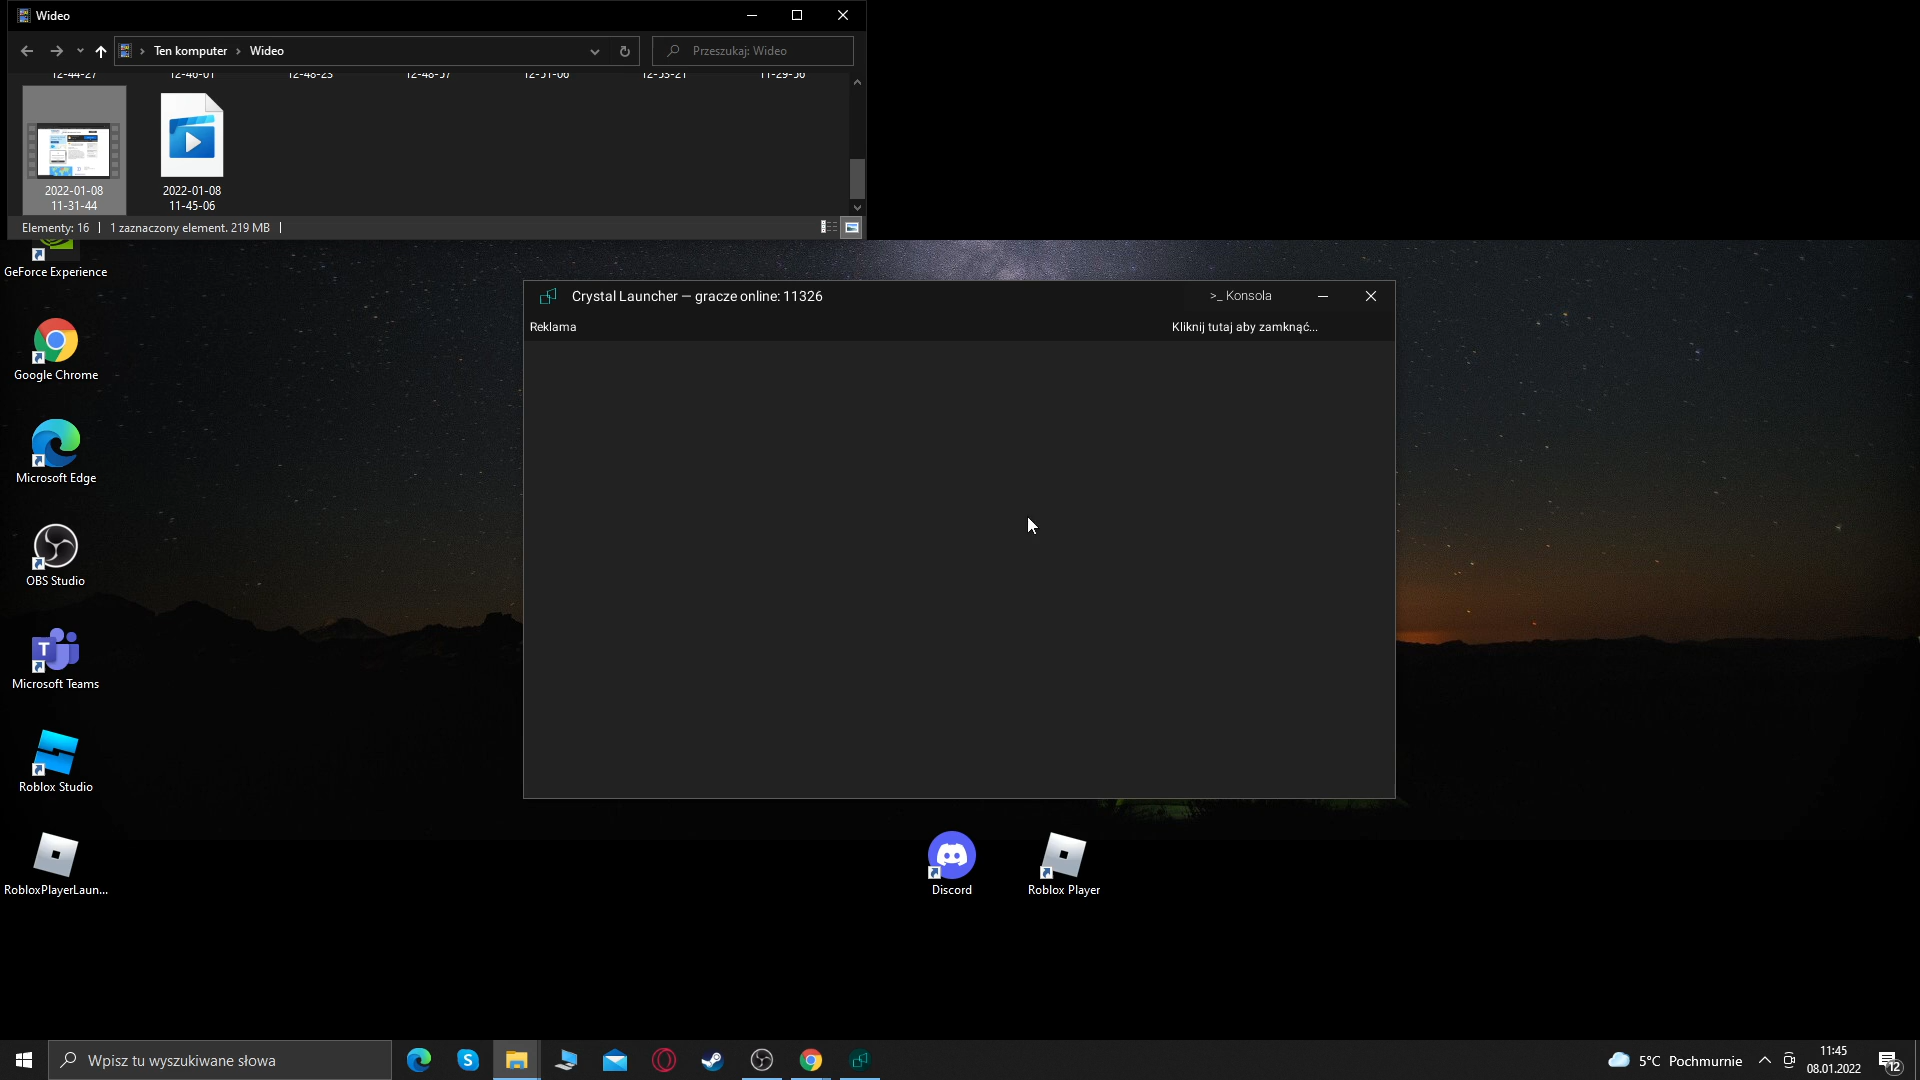 Wideo
Ten komputer > Wideo
Przeszukaj: Wideo
12-44-27 12-46-01 12-48-23 12-48-57 12-51-06 12-53-21 11-29-56
2022-01-08
11-31-44
2022-01-08
11-45-06
Elementy: 16
1 zaznaczony element. 219 MB
GeForce Experience
Google Chrome
Microsoft Edge
OBS Studio
Microsoft Teams
Roblox Studio
RobloxPlayerLaun...
Crystal Launcher — gracze online: 11326
>_ Konsola
Reklama
Kliknij tutaj aby zamknąć...
Discord
Roblox Player
Wpisz tu wyszukiwane słowa
5°C Pochmurnie
11:45
08.01.2022
12